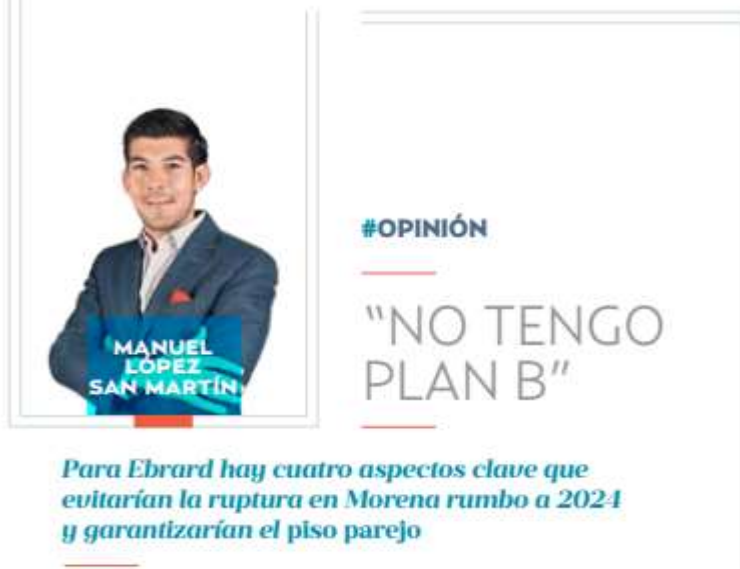 MANUEL
LÓPEZ
SAN MARTÍN
#OPINIÓN
“NO TENGO
PLAN B”
Para Ebrard hay cuatro aspectos clave que
evitarían la ruptura en Morena rumbo a 2024
y garantizarían el piso parejo